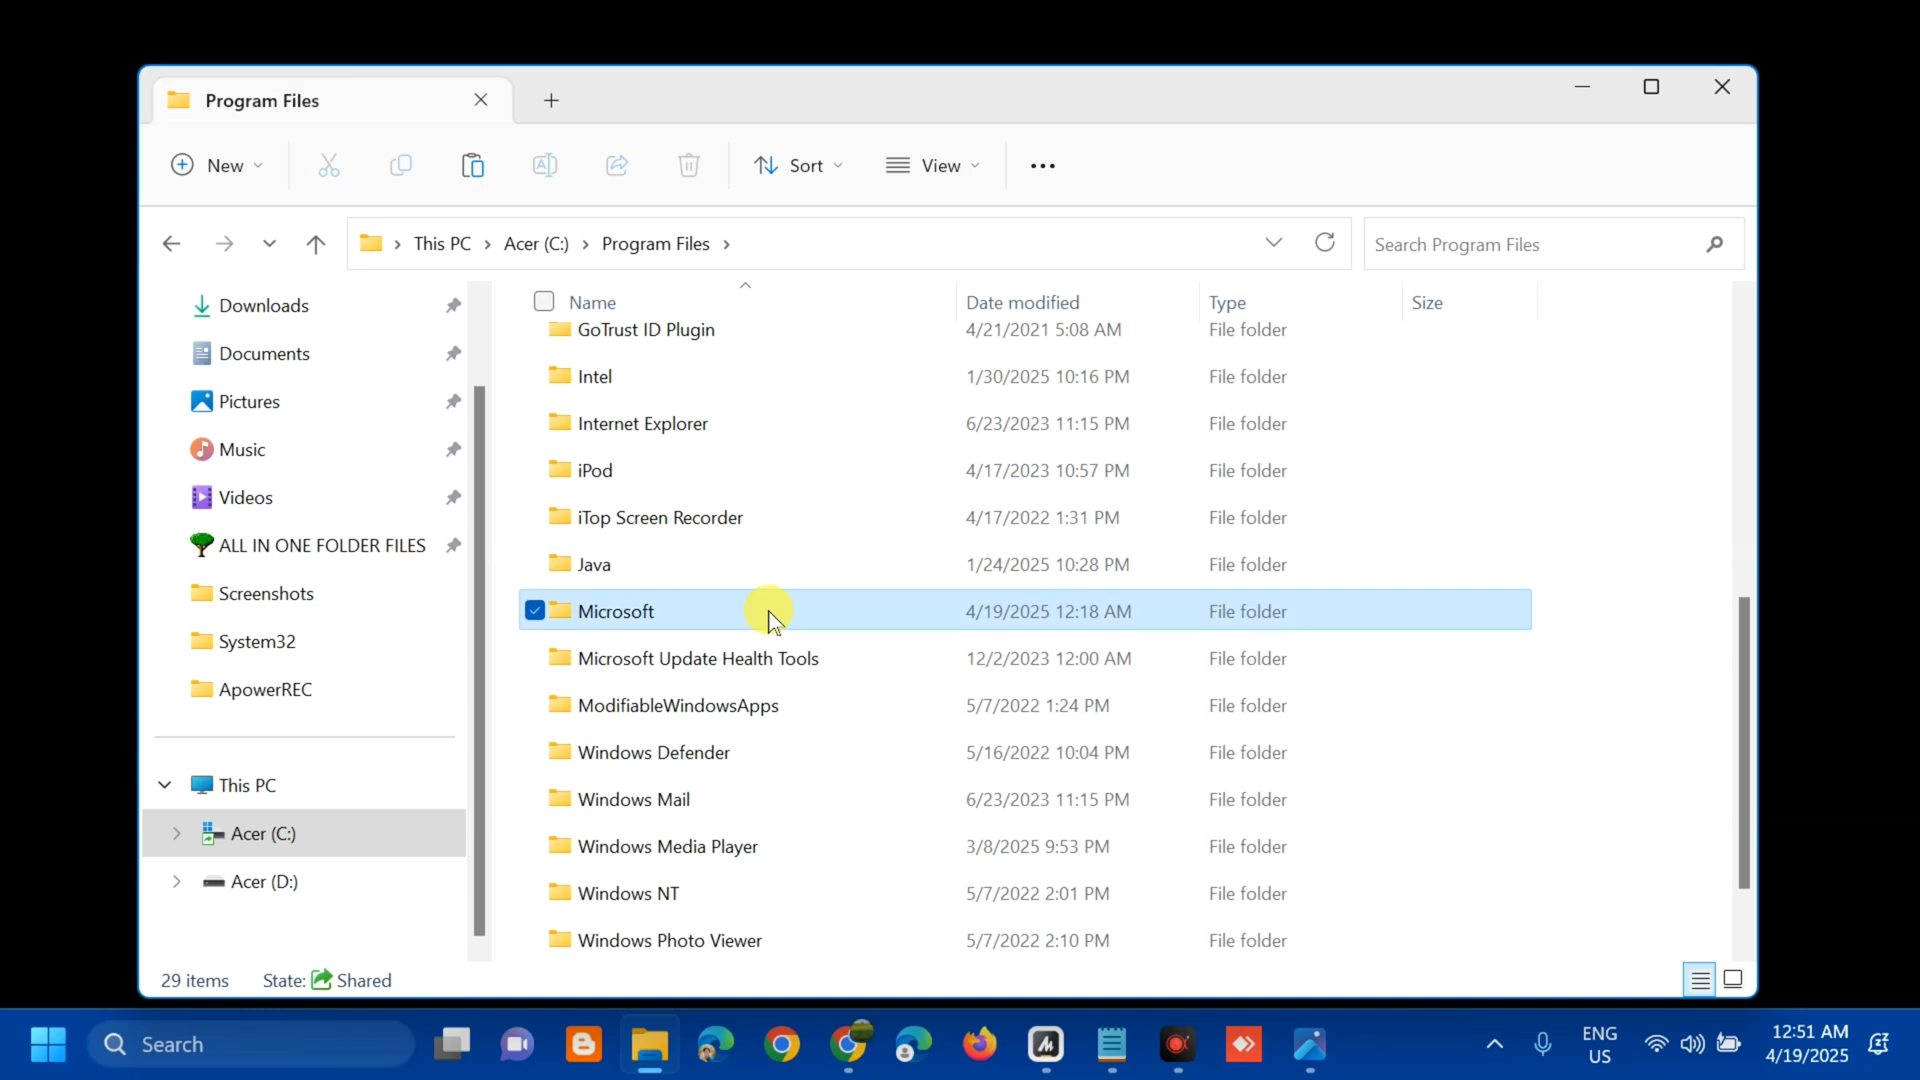 Program Files
New
Sort
View
This PC
Acer (C:)
Program Files
Search Program Files
Downloads
Documents
Pictures
Music
Videos
ALL IN ONE FOLDER FILES
Screenshots
System32
ApowerREC
This PC
Acer (C:)
Acer (D:)
Name Date modified Type Size
GoTrust ID Plugin 4/21/2021 5:08 AM File folder
Intel 1/30/2025 10:16 PM File folder
Internet Explorer 6/23/2023 11:15 PM File folder
iPod 4/17/2023 10:57 PM File folder
iTop Screen Recorder 4/17/2022 1:31 PM File folder
Java 1/24/2025 10:28 PM File folder
Microsoft 4/19/2025 12:18 AM File folder
Microsoft Update Health Tools 12/2/2023 12:00 AM File folder
ModifiableWindowsApps 5/7/2022 1:24 PM File folder
Windows Defender 5/16/2022 10:04 PM File folder
Windows Mail 6/23/2023 11:15 PM File folder
Windows Media Player 3/8/2025 9:53 PM File folder
Windows NT 5/7/2022 2:01 PM File folder
Windows Photo Viewer 5/7/2022 2:10 PM File folder
29 items State: Shared
Search
ENG
US
12:51 AM
4/19/2025